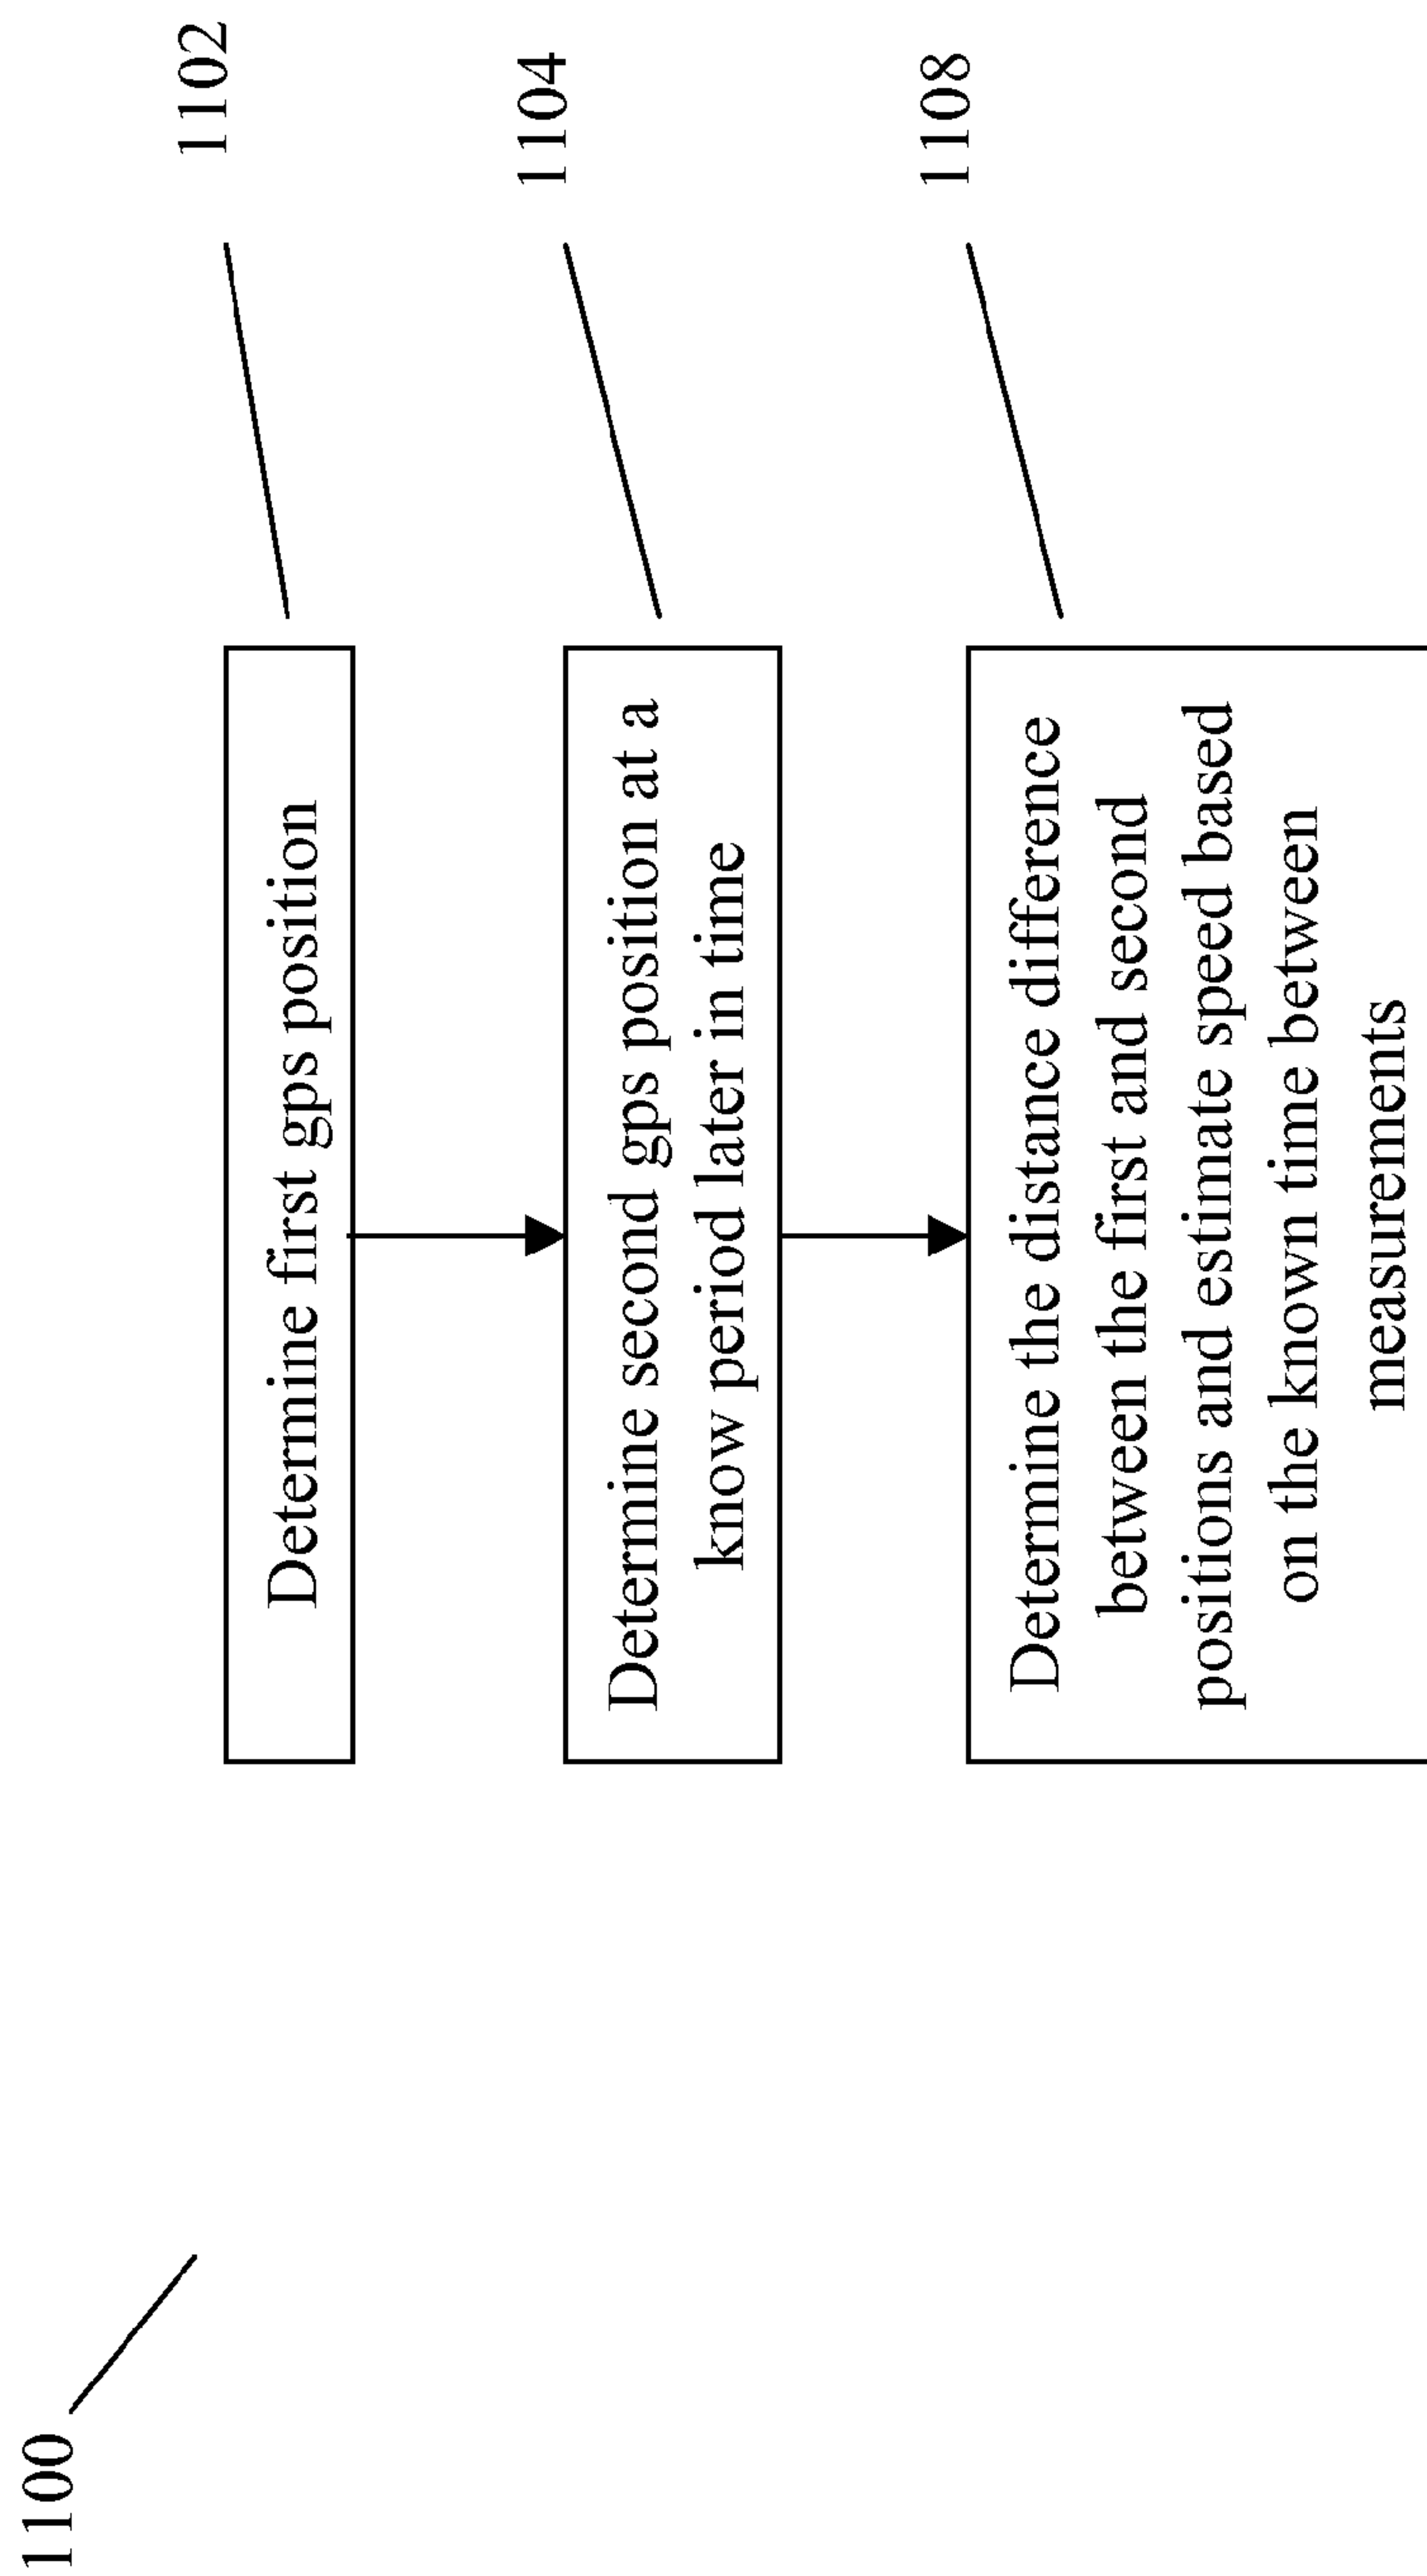 1100
Determine first gps position
1102
Determine second gps position at a
know period later in time
1104
Determine the distance difference
between the first and second
positions and estimate speed based
on the known time between
measurements
1108